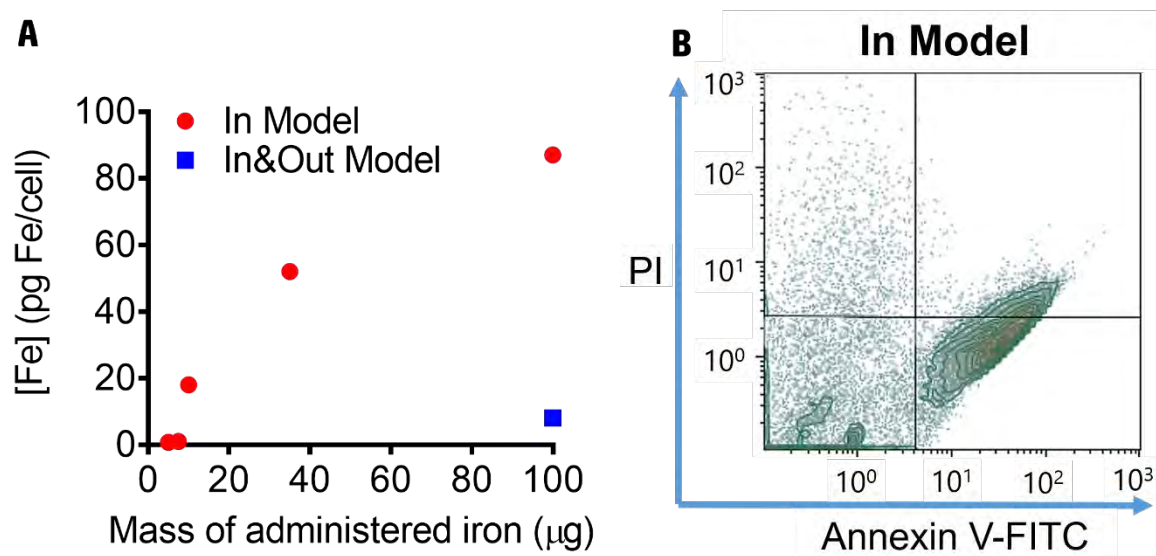 A
[Fe] (pg Fe/cell)
100
80
60
40
20
0
In Model
In&Out Model
0 20 40 60 80 100
Mass of administered iron (μg)
B
In Model
PI
10³
10²
10¹
10⁰
10⁰ 10¹ 10² 10³
Annexin V-FITC